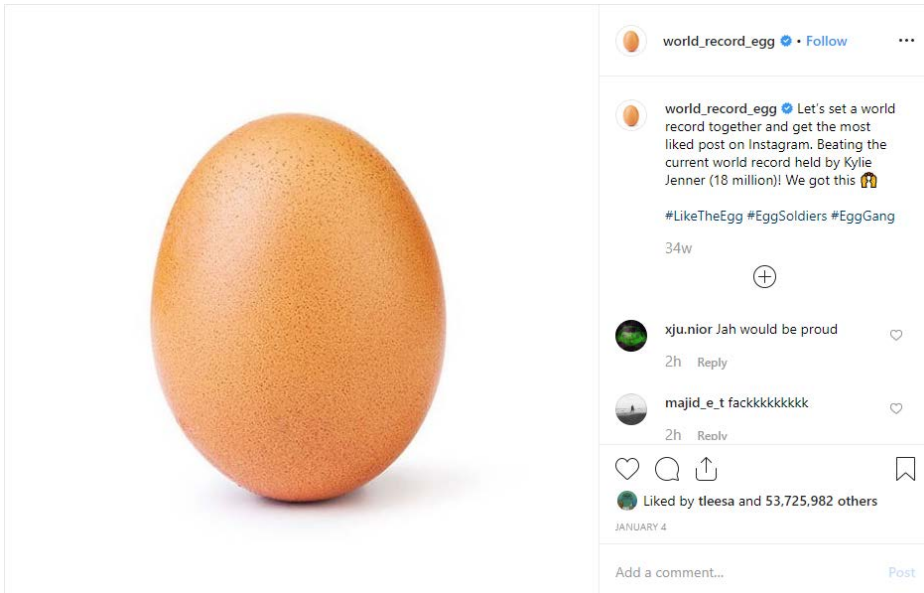 world_record_egg • Follow •••
world_record_egg Let's set a world
record together and get the most
liked post on Instagram. Beating the
current world record held by Kylie
Jenner (18 million)! We got this 🙌
#LikeTheEgg #EggSoldiers #EggGang
34w
xju.nior Jah would be proud
2h Reply
majid_e_t fackkkkkkkkk
2h Reply
Liked by tleesa and 53,725,982 others
JANUARY 4
Add a comment... Post